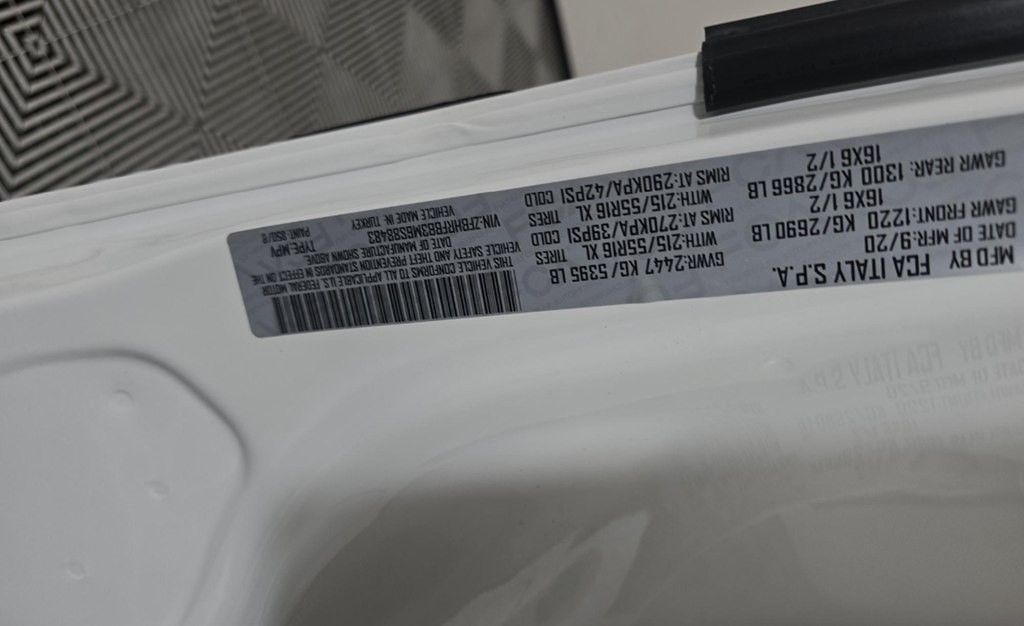 MFD BY FCA ITALY S.P.A.
DATE OF MFR:9/20 GVWR:2447 KG/5395 LB
GAWR FRONT:1220 KG/2690 LB WITH:215/55R16 XL TIRES
16X6 1/2 RIMS AT:270KPA/39PSI COLD
GAWR REAR: 1300 KG/2866 LB WITH:215/55R16 XL TIRES
16X6 1/2 RIMS AT:290KPA/42PSI COLD
THIS VEHICLE CONFORMS TO ALL APPLICABLE U.S. FEDERAL MOTOR
VEHICLE SAFETY AND THEFT PREVENTION STANDARDS IN EFFECT ON THE
DATE OF MANUFACTURE SHOWN ABOVE.
VIN:ZFBHRFBB3M6S88483 TYPE:MPV
VEHICLE MADE IN: TURKEY PAINT: